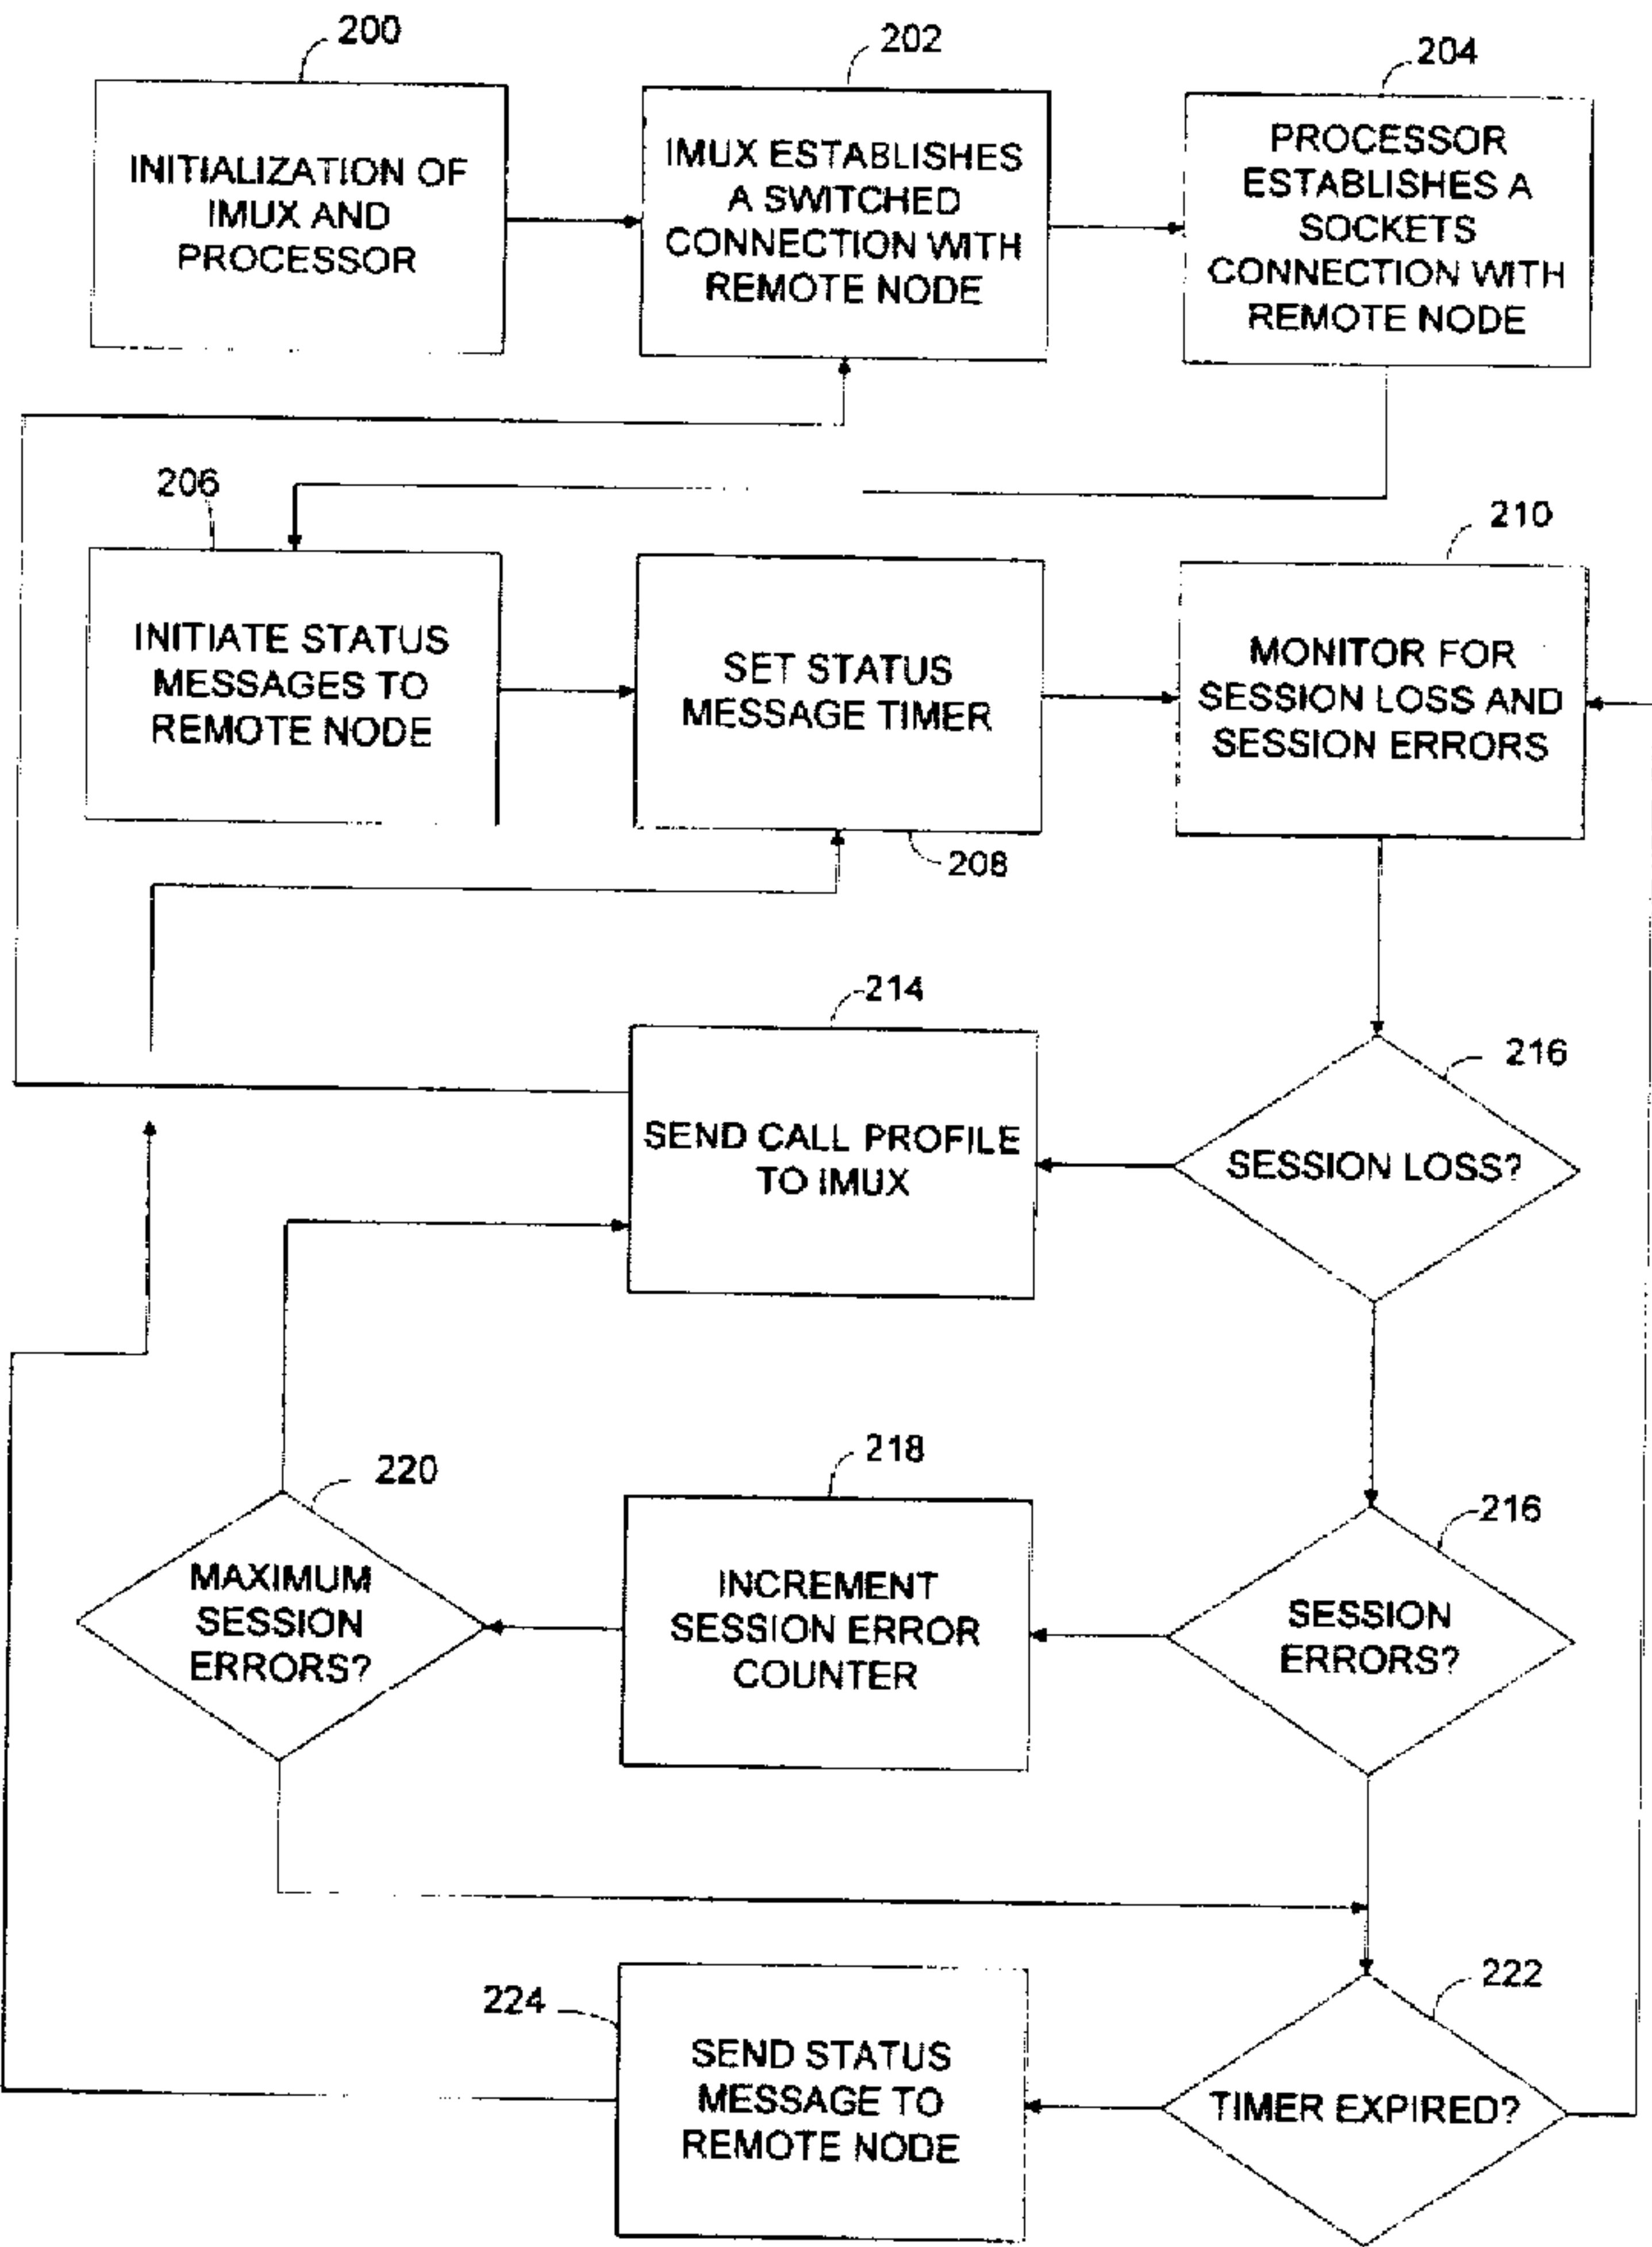 200
INITIALIZATION OF
IMUX AND
PROCESSOR
202
IMUX ESTABLISHES
A SWITCHED
CONNECTION WITH
REMOTE NODE
204
PROCESSOR
ESTABLISHES A
SOCKETS
CONNECTION WITH
REMOTE NODE
206
INITIATE STATUS
MESSAGES TO
REMOTE NODE
SET STATUS
MESSAGE TIMER
208
210
MONITOR FOR
SESSION LOSS AND
SESSION ERRORS
214
SEND CALL PROFILE
TO IMUX
216
SESSION LOSS?
220
MAXIMUM
SESSION
ERRORS?
218
INCREMENT
SESSION ERROR
COUNTER
216
SESSION
ERRORS?
224
SEND STATUS
MESSAGE TO
REMOTE NODE
222
TIMER EXPIRED?